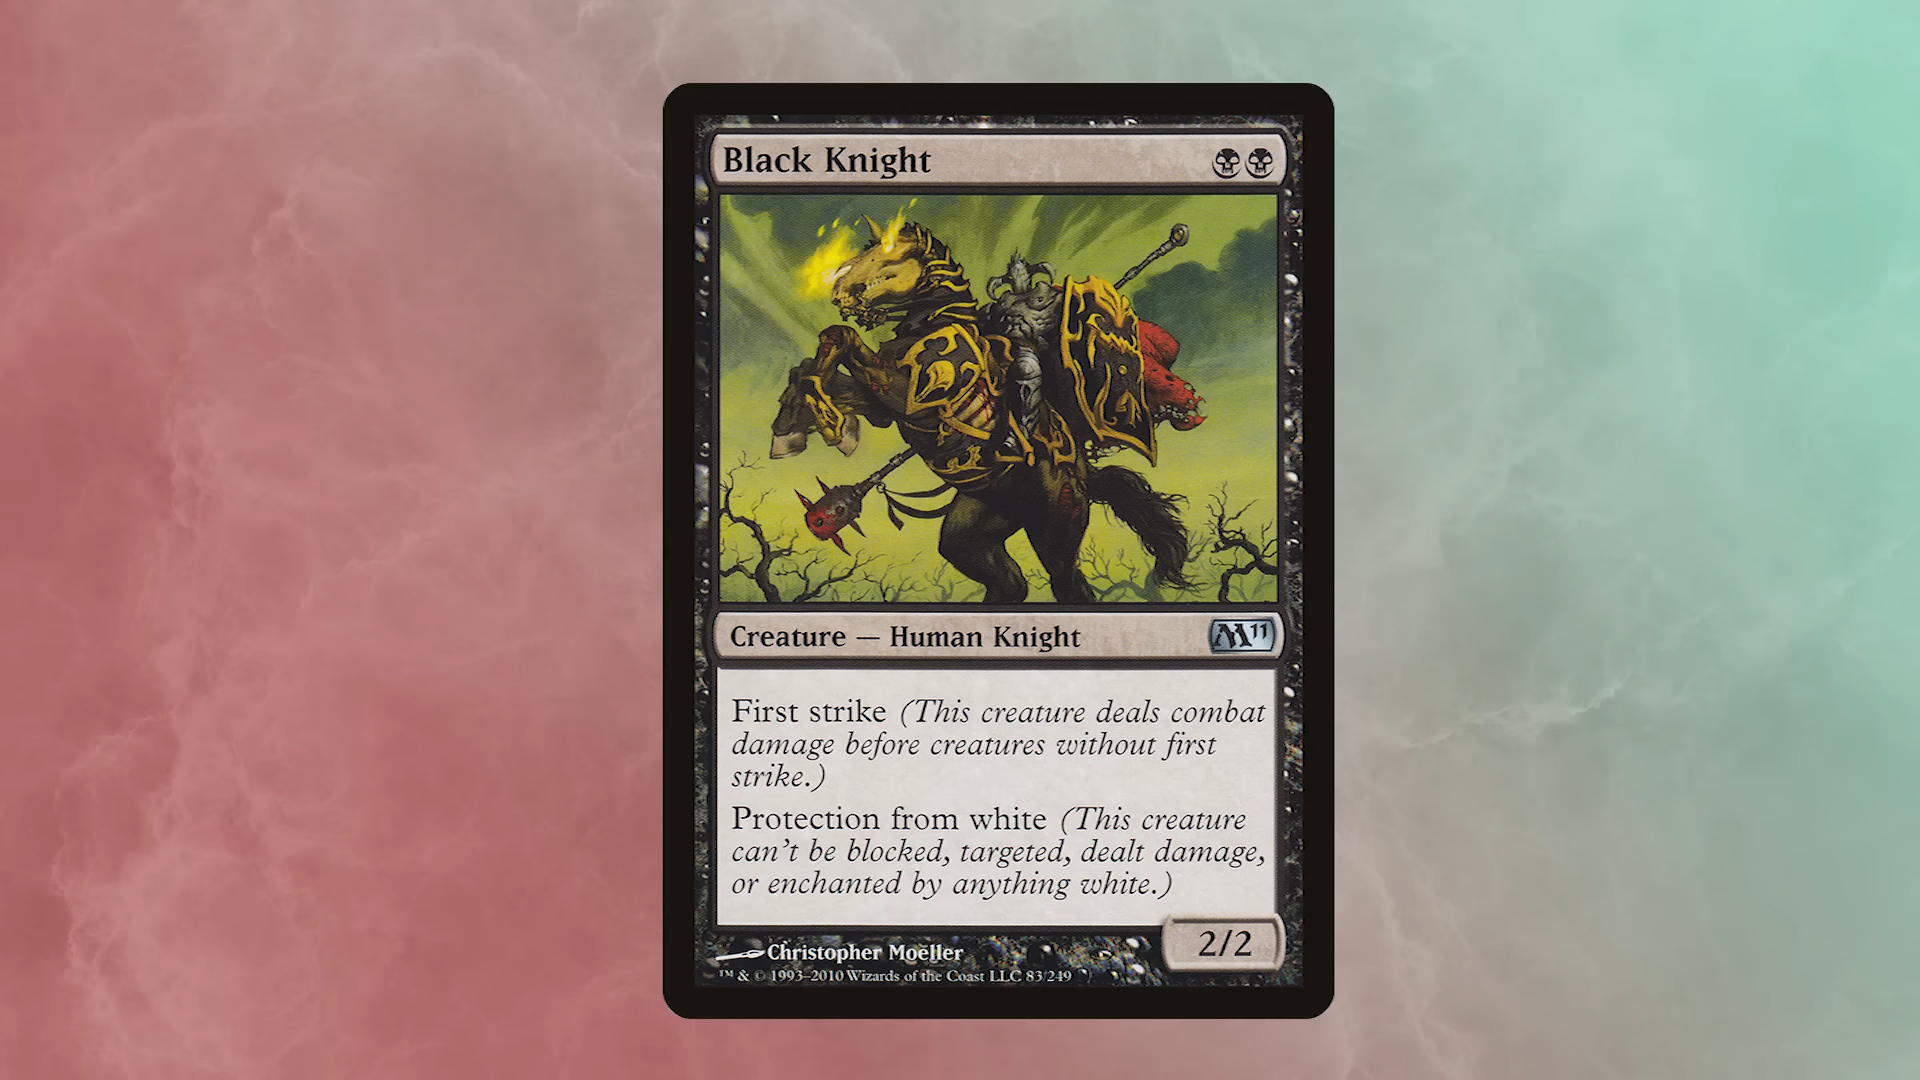 Black Knight
Creature — Human Knight
M11
First strike (This creature deals combat
damage before creatures without first
strike.)
Protection from white (This creature
can't be blocked, targeted, dealt damage,
or enchanted by anything white.)
2/2
Christopher Moeller
™ & © 1993–2010 Wizards of the Coast LLC 83/249